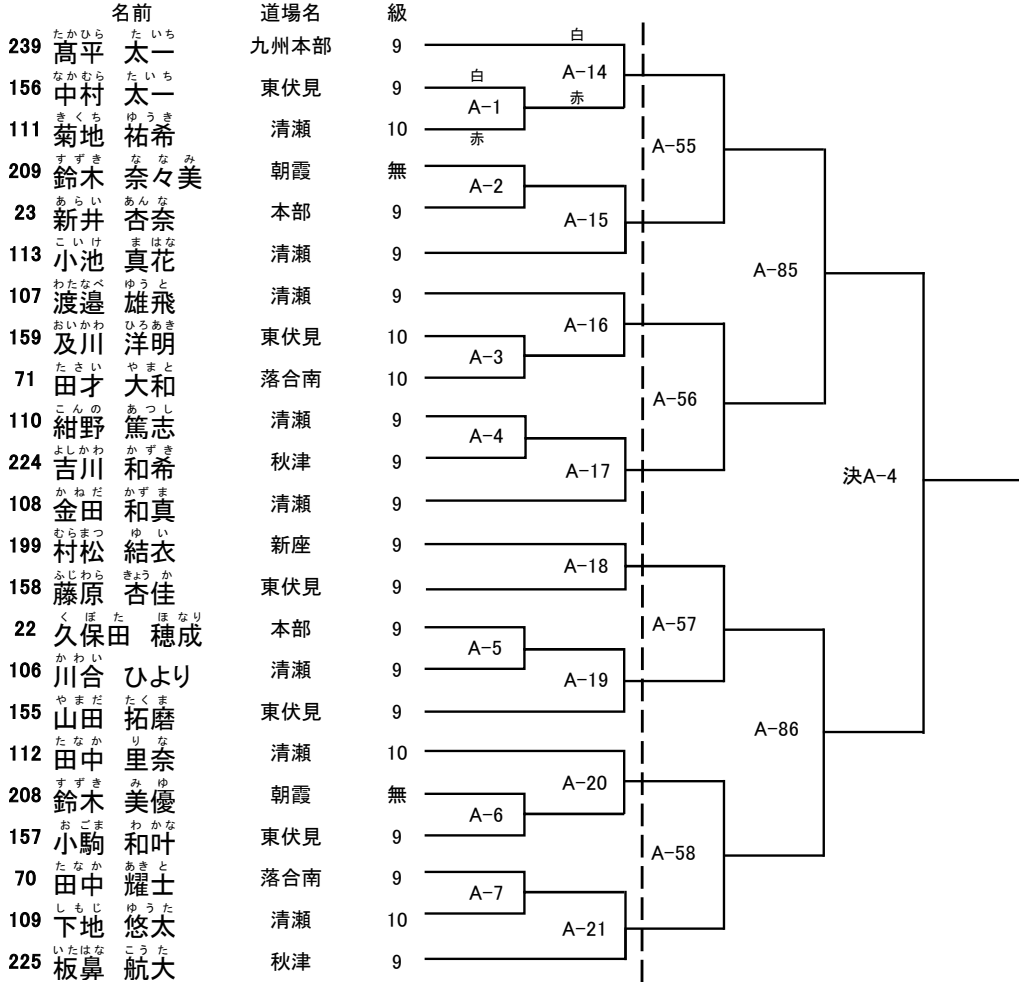 名前 道場名 級
たかひら たいち
239 髙平 太一 九州本部 9
なかむら たいち
156 中村 太一 東伏見 9
きくち ゆうき
111 菊地 祐希 清瀬 10
すずき ななみ
209 鈴木 奈々美 朝霞 無
あらい あんな
23 新井 杏奈 本部 9
こいけ まはな
113 小池 真花 清瀬 9
わたなべ ゆうと
107 渡邉 雄飛 清瀬 9
おいかわ ひろあき
159 及川 洋明 東伏見 10
たさい やまと
71 田才 大和 落合南 10
こんの あつし
110 紺野 篤志 清瀬 9
よしかわ かずき
224 吉川 和希 秋津 9
かねだ かずま
108 金田 和真 清瀬 9
むらまつ ゆい
199 村松 結衣 新座 9
ふじわら きょうか
158 藤原 杏佳 東伏見 9
くぼた ほなり
22 久保田 穂成 本部 9
かわい
106 川合 ひより 清瀬 9
やまだ たくま
155 山田 拓磨 東伏見 9
たなか りな
112 田中 里奈 清瀬 10
すずき みゆ
208 鈴木 美優 朝霞 無
おごま わかな
157 小駒 和叶 東伏見 9
たなか あきと
70 田中 耀士 落合南 9
しもじ ゆうた
109 下地 悠太 清瀬 10
いたはな こうた
225 板鼻 航大 秋津 9
白
A-1
赤
A-2
A-3
A-4
A-5
A-6
A-7
白
A-14
赤
A-15
A-16
A-17
A-18
A-19
A-20
A-21
A-55
A-56
A-57
A-58
A-85
A-86
決A-4